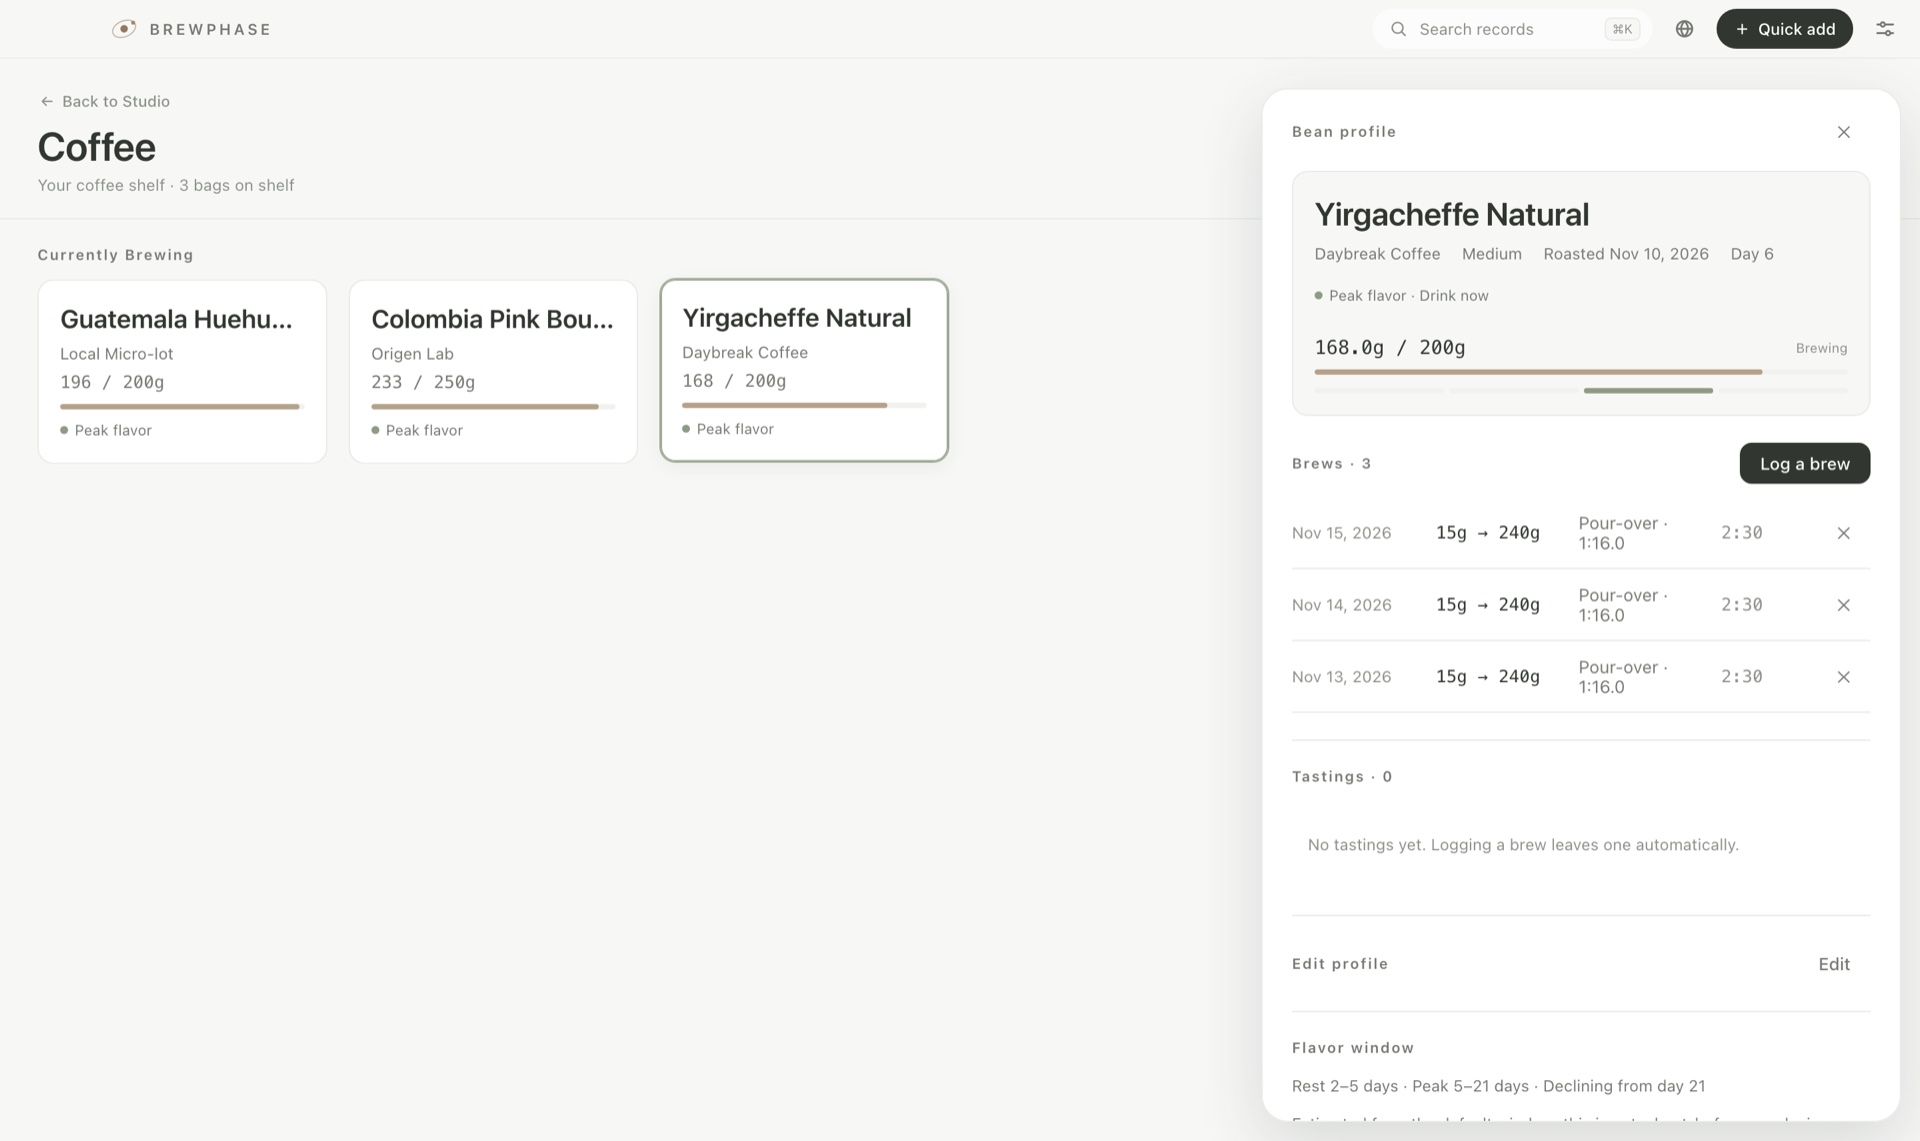 BREWPHASE
Search records
⌘K
+ Quick add
← Back to Studio
Coffee
Your coffee shelf · 3 bags on shelf
Currently Brewing
Guatemala Huehu...
Local Micro-lot
196 / 200g
Peak flavor
Colombia Pink Bou...
Origen Lab
233 / 250g
Peak flavor
Yirgacheffe Natural
Daybreak Coffee
168 / 200g
Peak flavor
Bean profile
Yirgacheffe Natural
Daybreak Coffee Medium Roasted Nov 10, 2026 Day 6
Peak flavor · Drink now
168.0g / 200g
Brewing
Brews · 3
Log a brew
Nov 15, 2026 15g → 240g Pour-over · 2:30
1:16.0
Nov 14, 2026 15g → 240g Pour-over · 2:30
1:16.0
Nov 13, 2026 15g → 240g Pour-over · 2:30
1:16.0
Tastings · 0
No tastings yet. Logging a brew leaves one automatically.
Edit profile
Edit
Flavor window
Rest 2–5 days · Peak 5–21 days · Declining from day 21